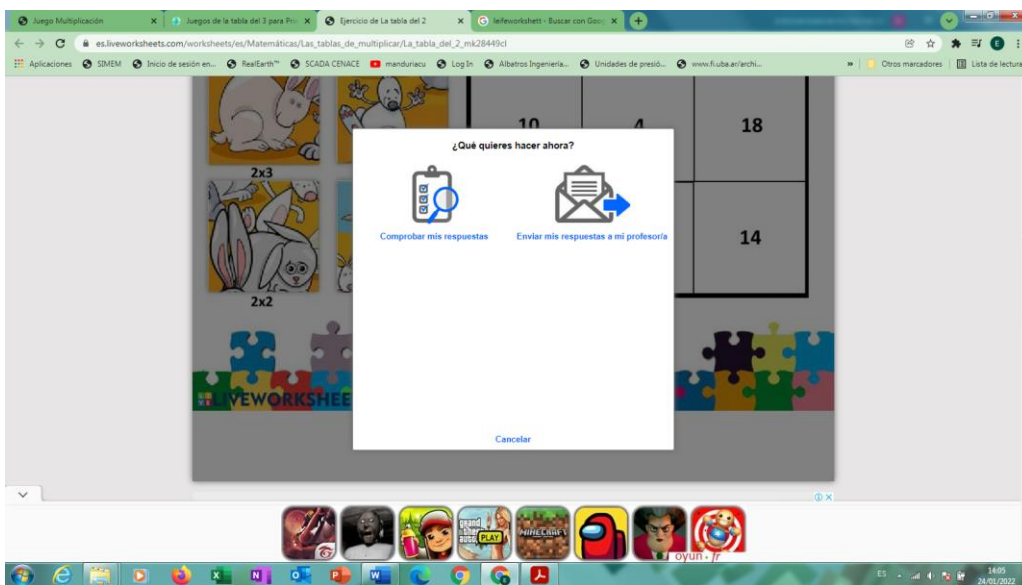 Juego Multiplicación
Juegos de la tabla del 3 para Pri
Ejercicio de La tabla del 2
leifeworkshett - Buscar con Goog
es.liveworksheets.com/worksheets/es/Matemáticas/Las_tablas_de_multiplicar/La_tabla_del_2_mk28449cl
E
Aplicaciones
SIMEM
Inicio de sesión en...
RealEarth™
SCADA CENACE
manduriacu
Log In
Albatros Ingeniería...
Unidades de presió...
www.fi.uba.ar/archi...
»
Otros marcadores
Lista de lectura
10
4
18
2x3
14
2x2
LIVEWORKSHEE
¿Qué quieres hacer ahora?
Comprobar mis respuestas
Enviar mis respuestas a mi profesor/a
Cancelar
PLAY
MINECRAFT
oyun · fr
ES
14:05
24/01/2022